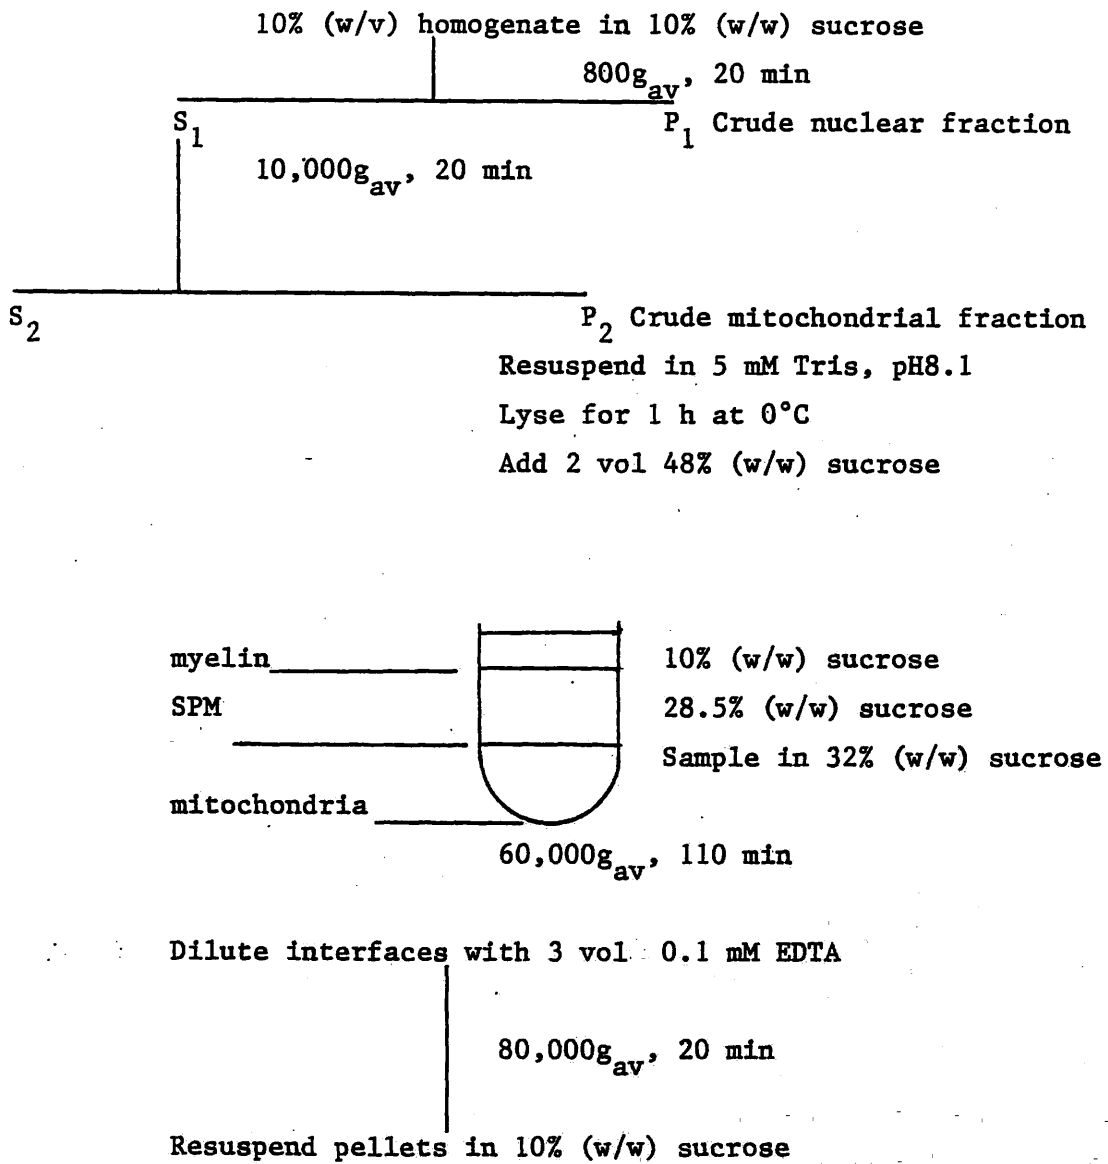 10% (w/v) homogenate in 10% (w/w) sucrose
800g_av, 20 min
S_1 P_1 Crude nuclear fraction
10,000g_av, 20 min
S_2 P_2 Crude mitochondrial fraction
Resuspend in 5 mM Tris, pH8.1
Lyse for 1 h at 0°C
Add 2 vol 48% (w/w) sucrose
myelin 10% (w/w) sucrose
SPM 28.5% (w/w) sucrose
Sample in 32% (w/w) sucrose
mitochondria
60,000g_av, 110 min
Dilute interfaces with 3 vol 0.1 mM EDTA
80,000g_av, 20 min
Resuspend pellets in 10% (w/w) sucrose